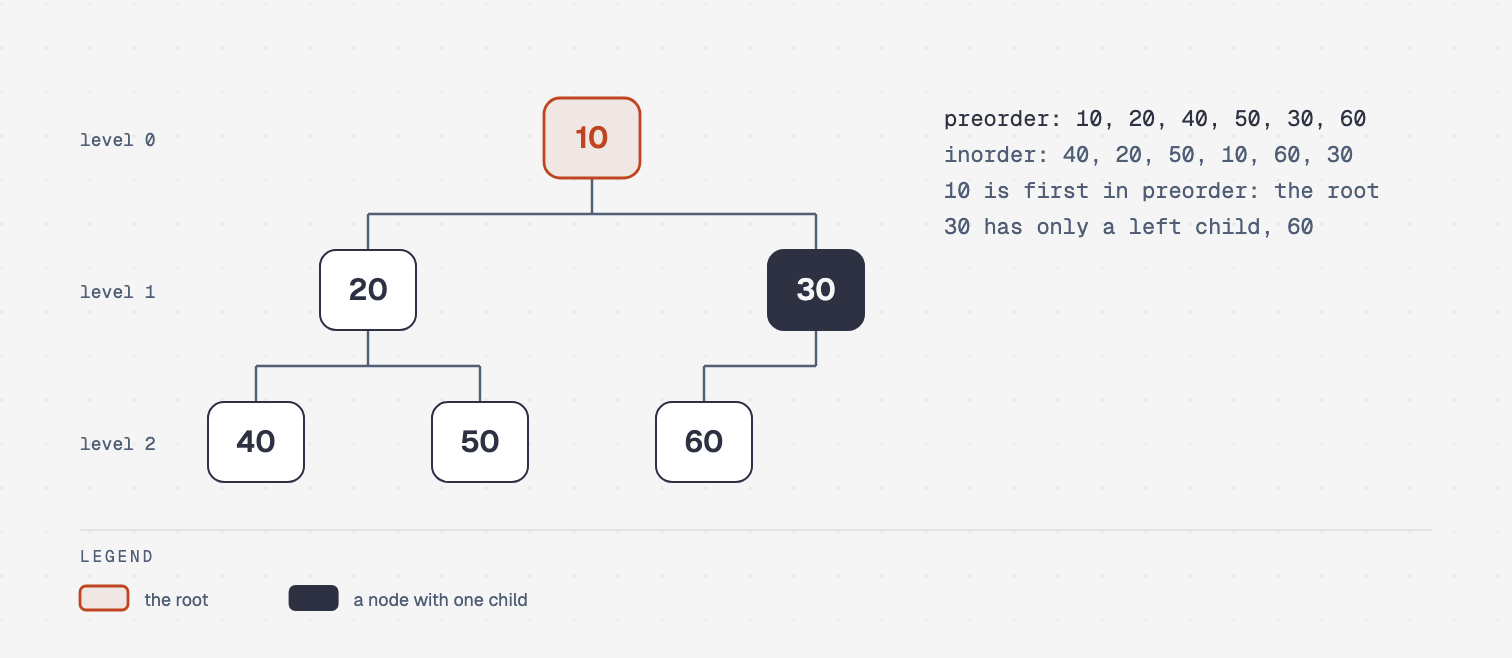 level 0
10
preorder: 10, 20, 40, 50, 30, 60
inorder: 40, 20, 50, 10, 60, 30
10 is first in preorder: the root
30 has only a left child, 60
level 1
20
30
level 2
40
50
60
LEGEND
the root
a node with one child